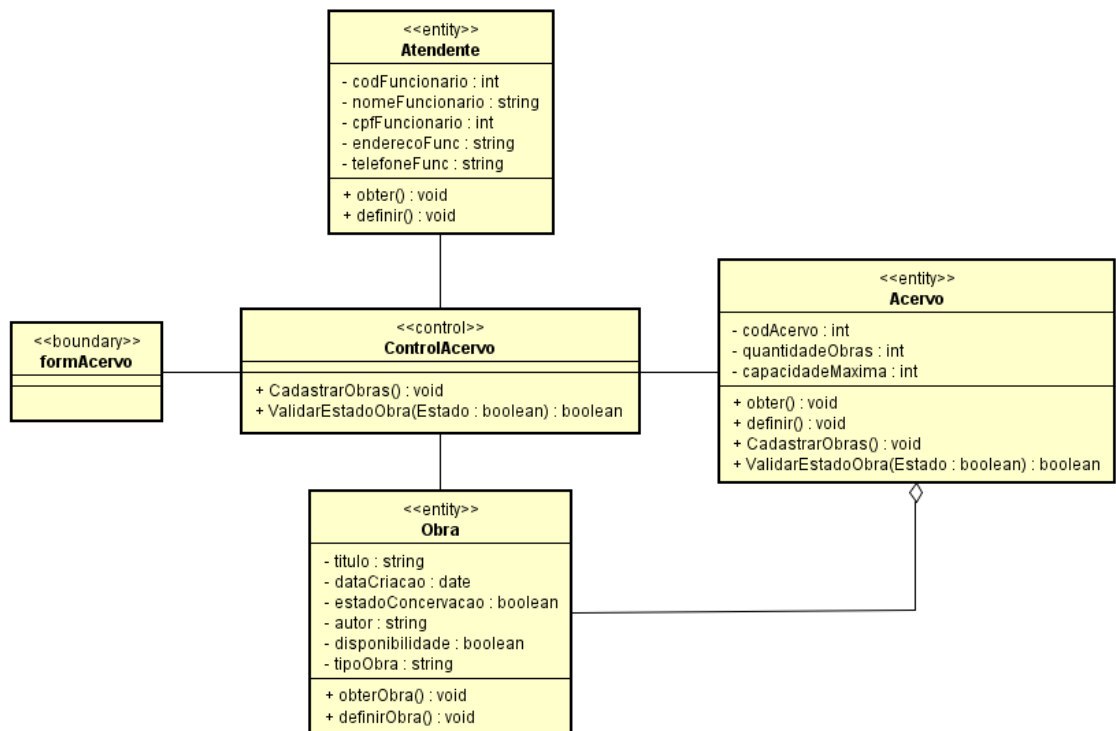 <<entity>>
Atendente
- codFuncionario : int
- nomeFuncionario : string
- cpfFuncionario : int
- enderecoFunc : string
- telefoneFunc : string
+ obter() : void
+ definir() : void
<<boundary>>
formAcervo
<<control>>
ControlAcervo
+ CadastrarObras() : void
+ ValidarEstadoObra(Estado : boolean) : boolean
<<entity>>
Acervo
- codAcervo : int
- quantidadeObras : int
- capacidadeMaxima : int
+ obter() : void
+ definir() : void
+ CadastrarObras() : void
+ ValidarEstadoObra(Estado : boolean) : boolean
<<entity>>
Obra
- titulo : string
- dataCriacao : date
- estadoConcervacao : boolean
- autor : string
- disponibilidade : boolean
- tipoObra : string
+ obterObra() : void
+ definirObra() : void